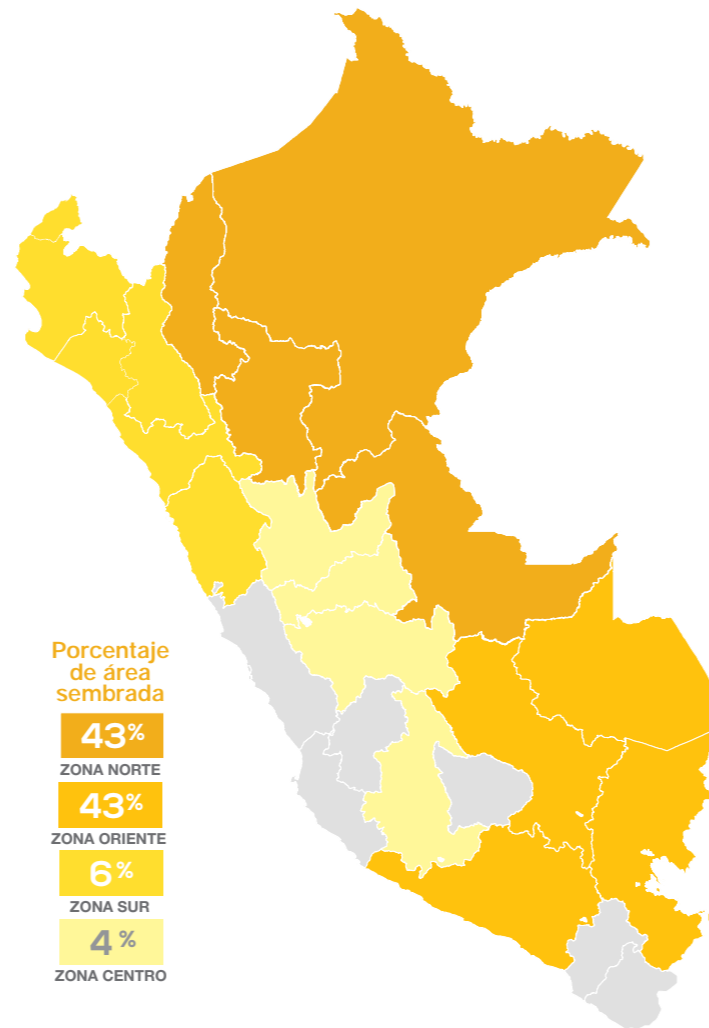 Porcentaje
de área
sembrada
43%
ZONA NORTE
43%
ZONA ORIENTE
6%
ZONA SUR
4%
ZONA CENTRO